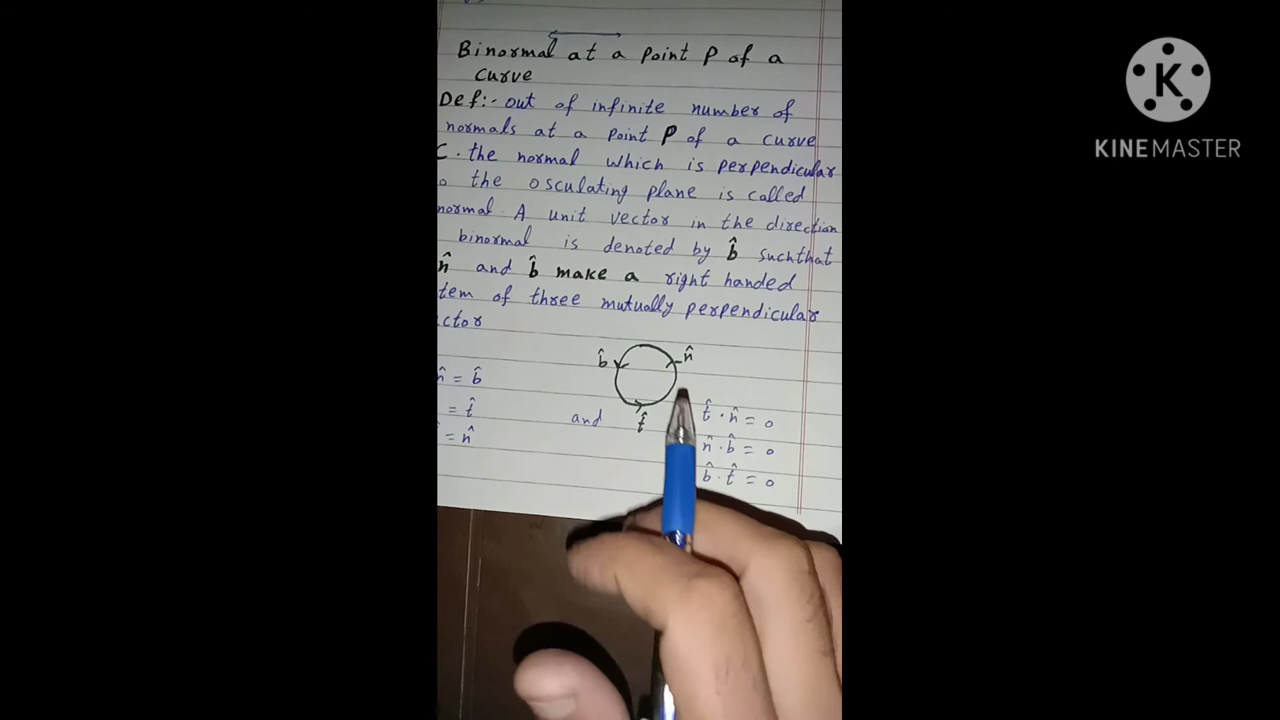 Binormal at a point P of a
curve
Def:- out of infinite number of
normals at a point P of a curve
C. the normal which is perpendicular
o the osculating plane is called
normal. A unit vector in the direction
binormal is denoted by b̂ suchthat
n̂ and b̂ make a right handed
tem of three mutually perpendicular
ctor
b̂ n̂
n̂ = b̂
= t̂ and t̂ t̂ · n̂ = 0
= n̂ n̂ · b̂ = 0
b̂ · t̂ = 0
K
KINEMASTER